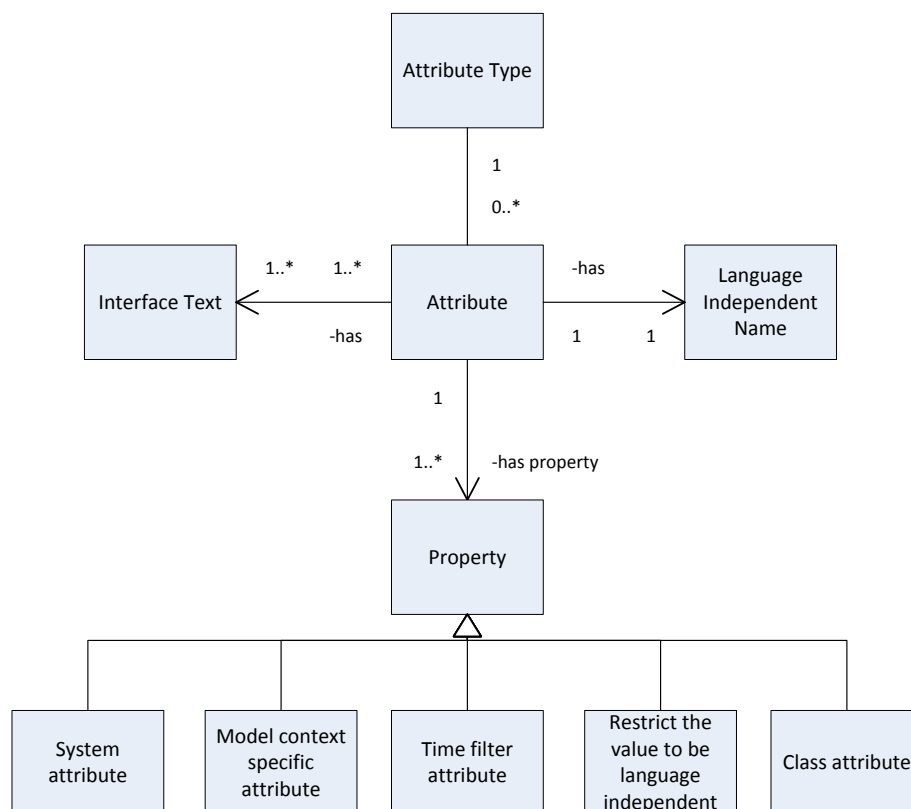 Attribute Type
1
0..*
1..*
1..*
-has
Interface Text
Attribute
Language
Independent
Name
-has
1
1
1
1..*
-has property
Property
System
attribute
Model context
specific
attribute
Time filter
attribute
Restrict the
value to be
language
independent
Class attribute